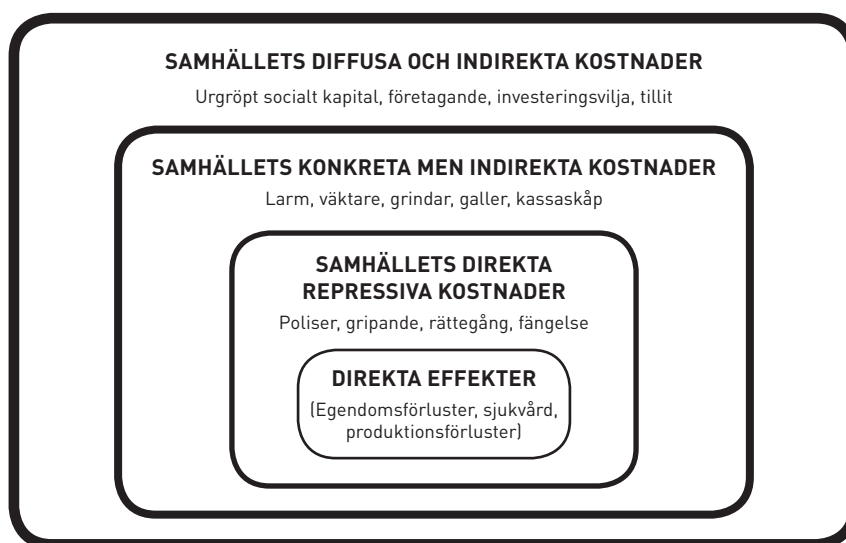 SAMHÄLLETS DIFFUSA OCH INDIREKTA KOSTNADER
Urgröpt socialt kapital, företagande, investeringsvilja, tillit
SAMHÄLLETS KONKRETA MEN INDIREKTA KOSTNADER
Larm, väktare, grindar, galler, kassaskåp
SAMHÄLLETS DIREKTA
REPRESSIVA KOSTNADER
Poliser, gripande, rättegång, fängelse
DIREKTA EFFEKTER
(Egendomsförluster, sjukvård,
produktionsförluster)